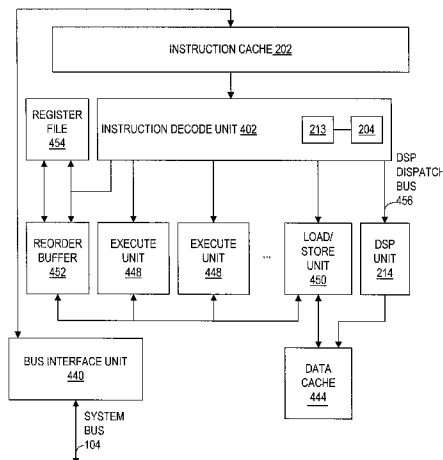 INSTRUCTION CACHE 202
REGISTER
FILE
454
INSTRUCTION DECODE UNIT 402
213
204
DSP
DISPATCH
BUS
456
REORDER
BUFFER
452
EXECUTE
UNIT
448
EXECUTE
UNIT
448
...
LOAD/
STORE
UNIT
450
DSP
UNIT
214
BUS INTERFACE UNIT
440
DATA
CACHE
444
SYSTEM
BUS
104